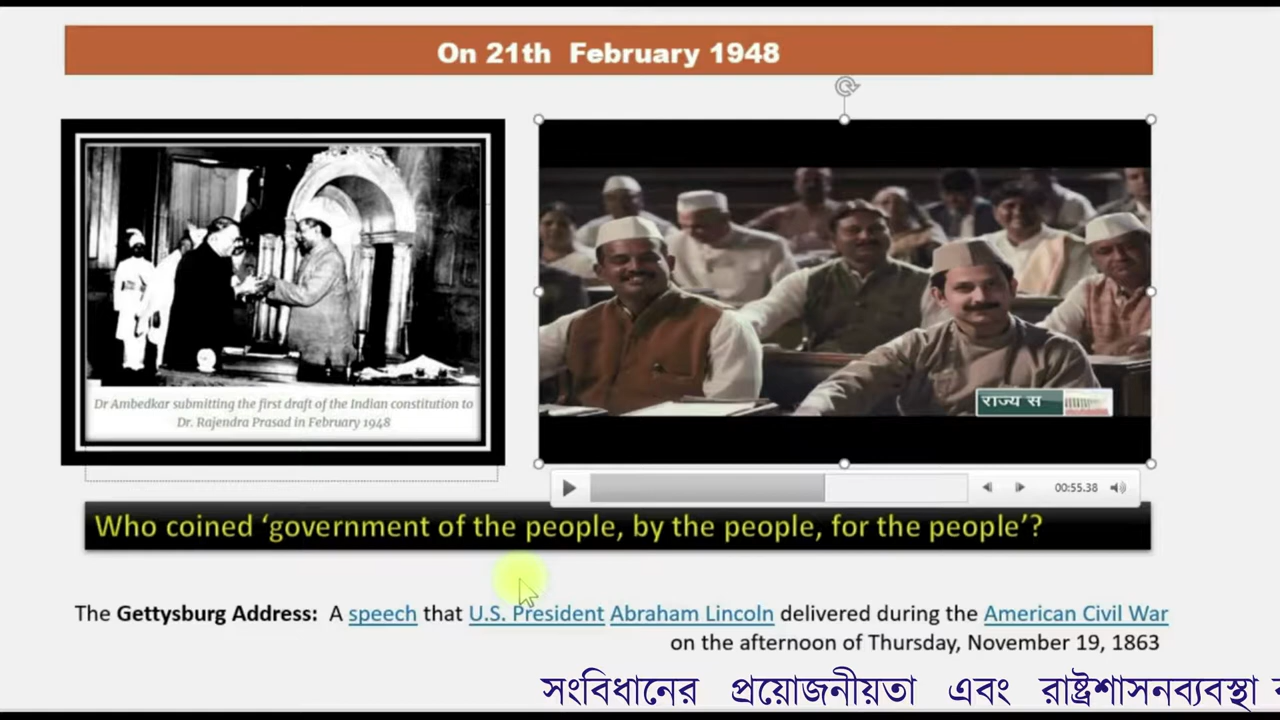 On 21th February 1948
Dr Ambedkar submitting the first draft of the Indian constitution to
Dr. Rajendra Prasad in February 1948
राज्य स
00:55.38
Who coined ‘government of the people, by the people, for the people’?
The Gettysburg Address: A speech that U.S. President Abraham Lincoln delivered during the American Civil War
on the afternoon of Thursday, November 19, 1863
সংবিধানের প্রয়োজনীয়তা এবং রাষ্ট্রশাসনব্যবস্থা